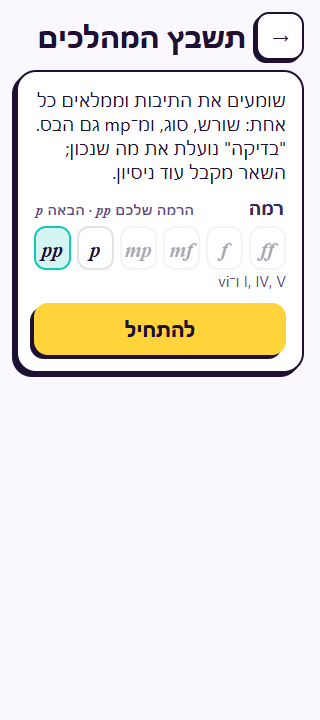 → תשבץ המהלכים
שומעים את התיבות וממלאים כל
אחת: שורש, סוג, ומ־mp גם הבס.
"בדיקה" נועלת את מה שנכון;
השאר מקבל עוד ניסיון.
רמה הרמה שלכם pp · הבאה p
ff f mf mp p pp
I, IV, V ו־vi
להתחיל